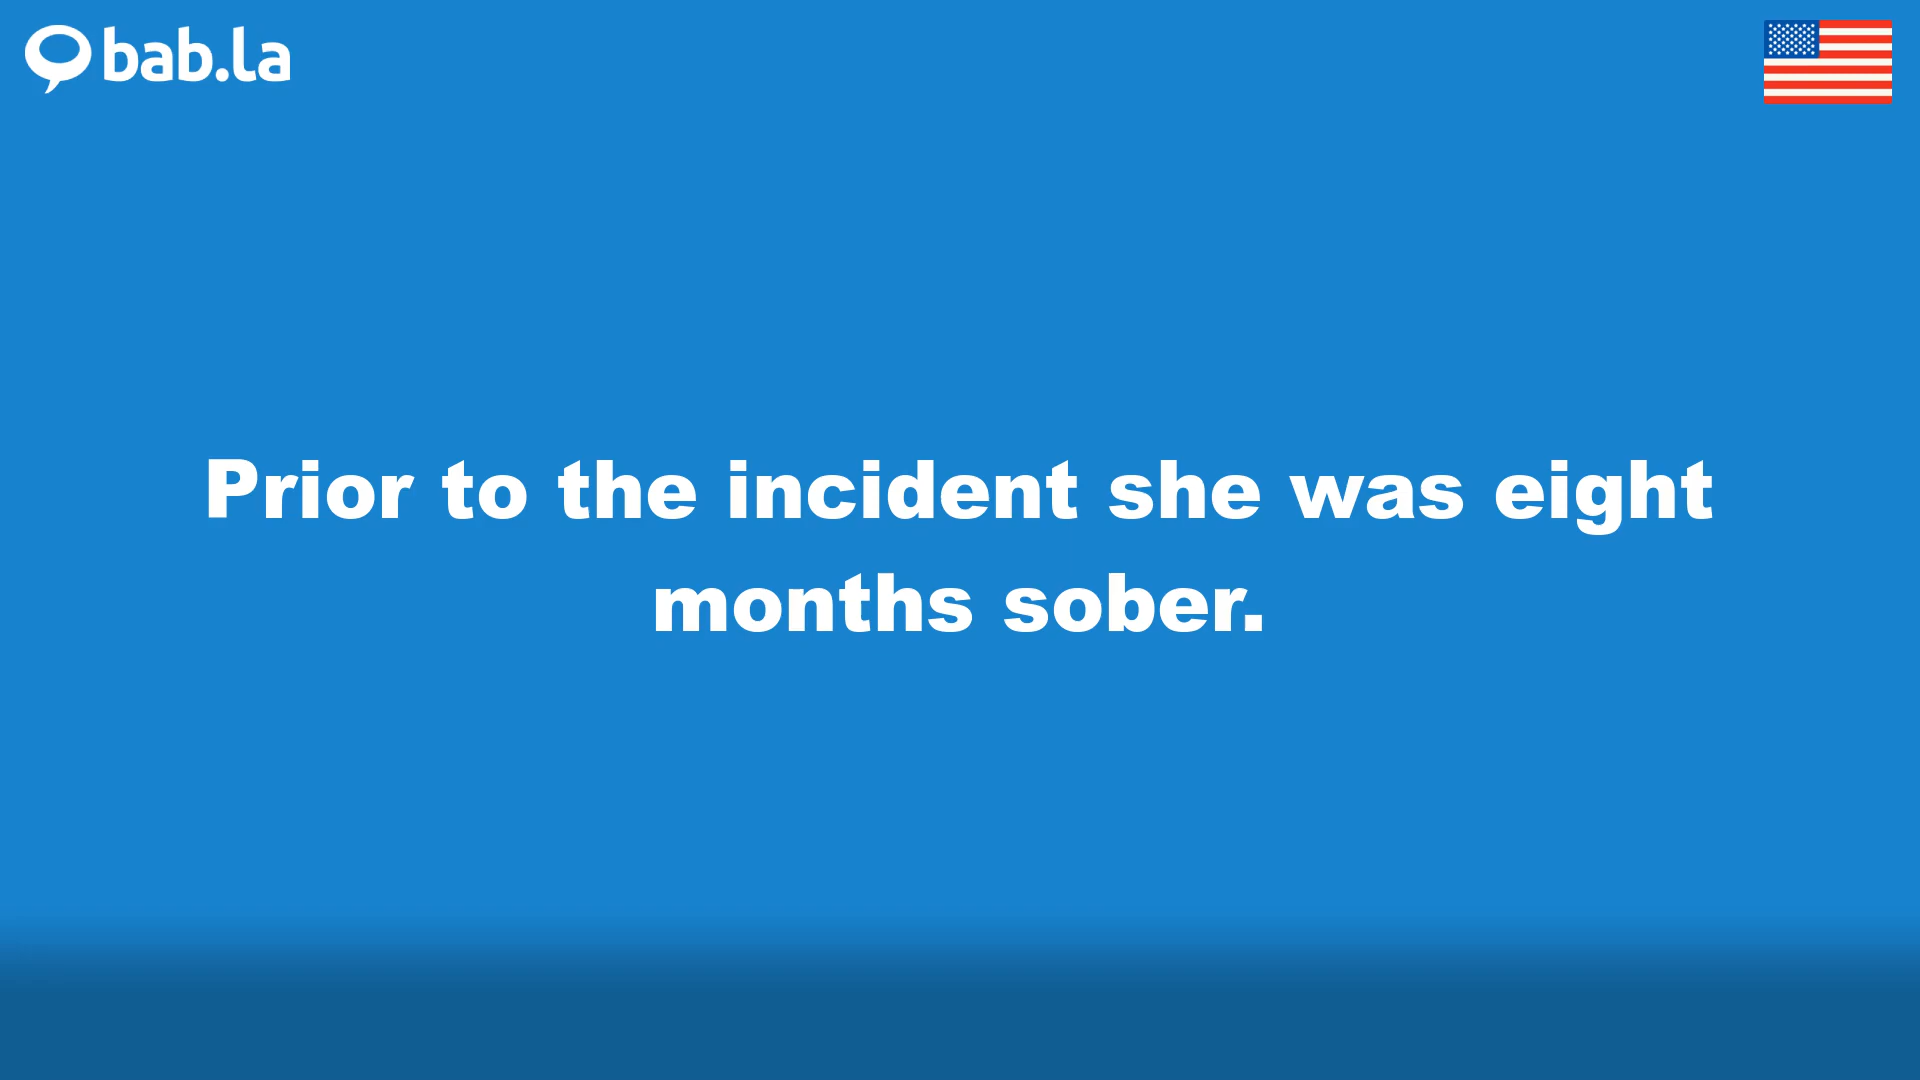 bab.la
Prior to the incident she was eight
months sober.